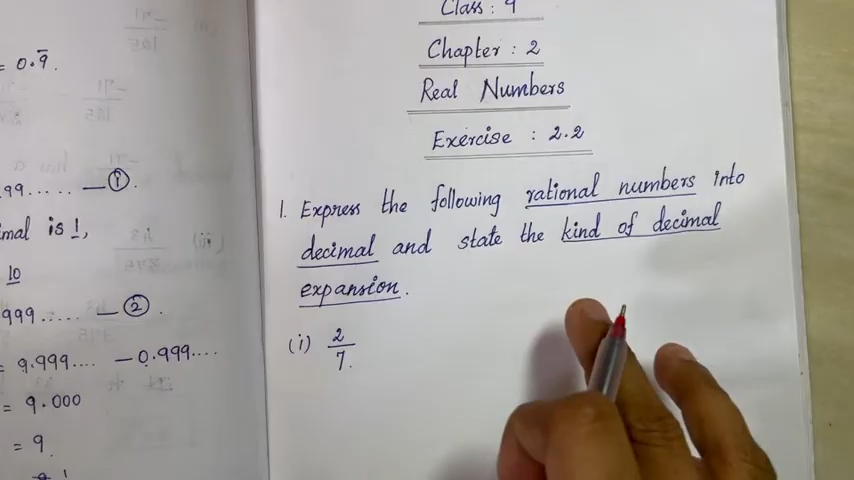 = 0.9̅.
99..... — ①.
mal is 1,
10
999..... — ②.
= 9.999.... – 0.999....
= 9.000
= 9
Class : 9
Chapter : 2
Real Numbers
Exercise : 2.2
1. Express the following rational numbers into
decimal and state the kind of decimal
expansion.
(i) 2/7.